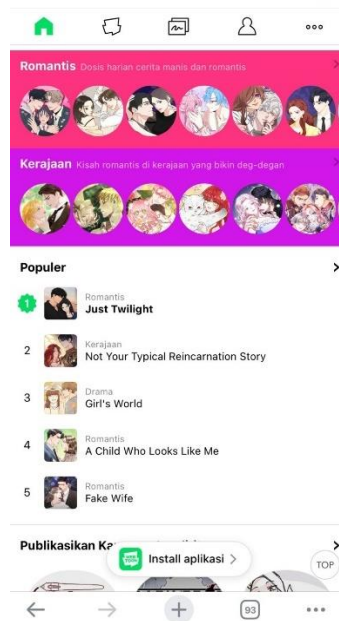 Romantis Dosis harian cerita manis dan romantis
Kerajaan Kisah romantis di kerajaan yang bikin deg-degan
Populer
1
Romantis
Just Twilight
2
Kerajaan
Not Your Typical Reincarnation Story
3
Drama
Girl's World
4
Romantis
A Child Who Looks Like Me
5
Romantis
Fake Wife
Publikasikan
Install aplikasi
TOP
93